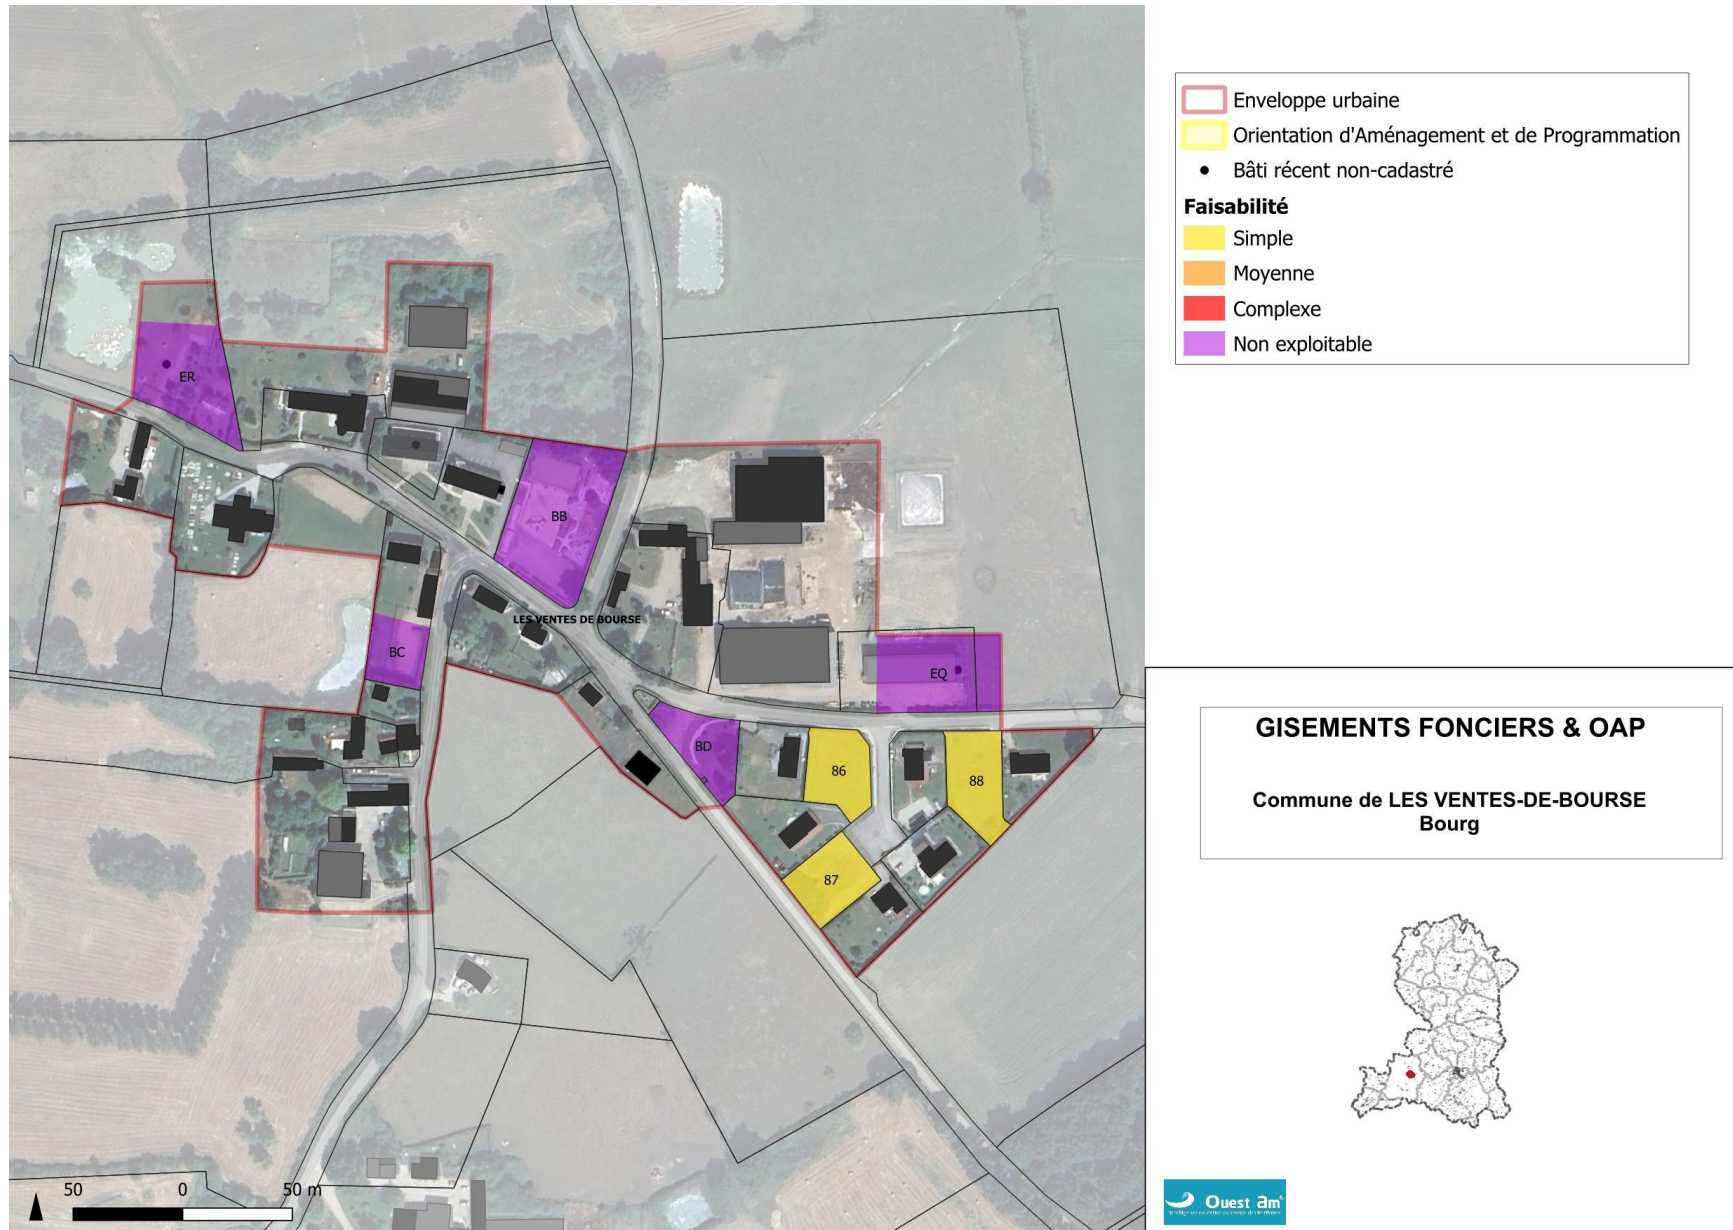 Enveloppe urbaine
Orientation d'Aménagement et de Programmation
Bâti récent non-cadastré
Faisabilité
Simple
Moyenne
Complexe
Non exploitable
ER
BB
LES VENTES DE BOURSE
BC
EQ
BD
86
88
87
GISEMENTS FONCIERS & OAP
Commune de LES VENTES-DE-BOURSE
Bourg
50 0 50 m
Ouest am'